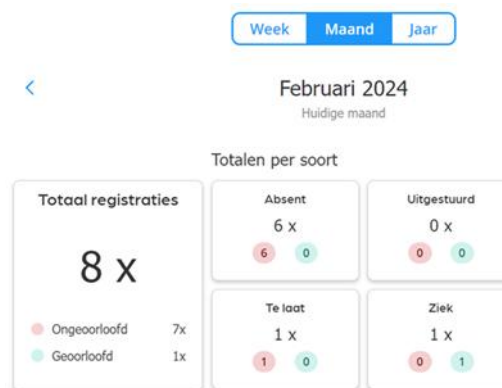 Week Maand Jaar
Februari 2024
Huidige maand
Totalen per soort
Totaal registraties
8 x
Ongeoorloofd 7x
Geoorloofd 1x
Absent
6 x
6 0
Uitgestuurd
0 x
0 0
Te laat
1 x
1 0
Ziek
1 x
0 1